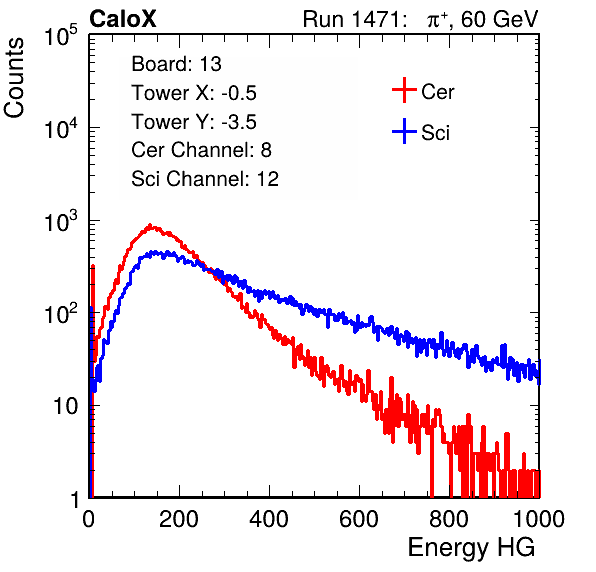 CaloX Run 1471: π⁺, 60 GeV
Counts
10⁵
10⁴
10³
10²
10
1
Board: 13
Tower X: -0.5
Tower Y: -3.5
Cer Channel: 8
Sci Channel: 12
Cer
Sci
0 200 400 600 800 1000
Energy HG